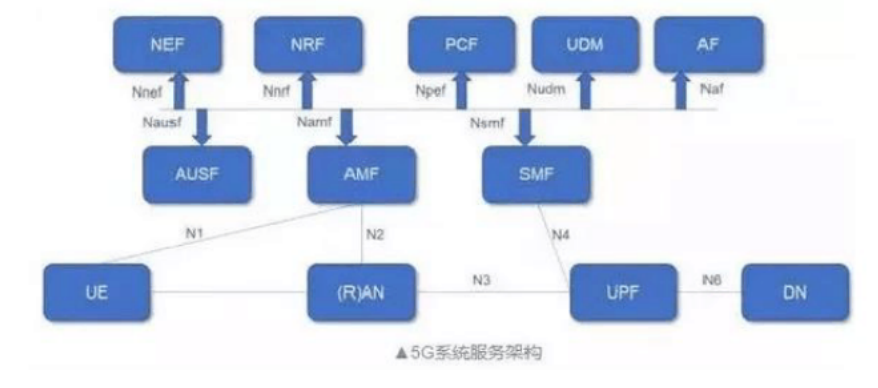 NEF NRF PCF UDM AF
Nnef Nnrf Npef Nudm Naf
Nausf Namf Nsmf
AUSF AMF SMF
N1 N2 N4
UE (R)AN N3 UPF N6 DN
▲5G系统服务架构